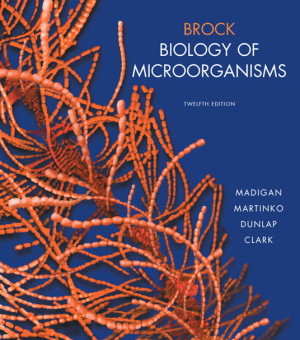 BROCK
BIOLOGY OF
MICROORGANISMS
TWELFTH EDITION
MADIGAN
MARTINKO
DUNLAP
CLARK